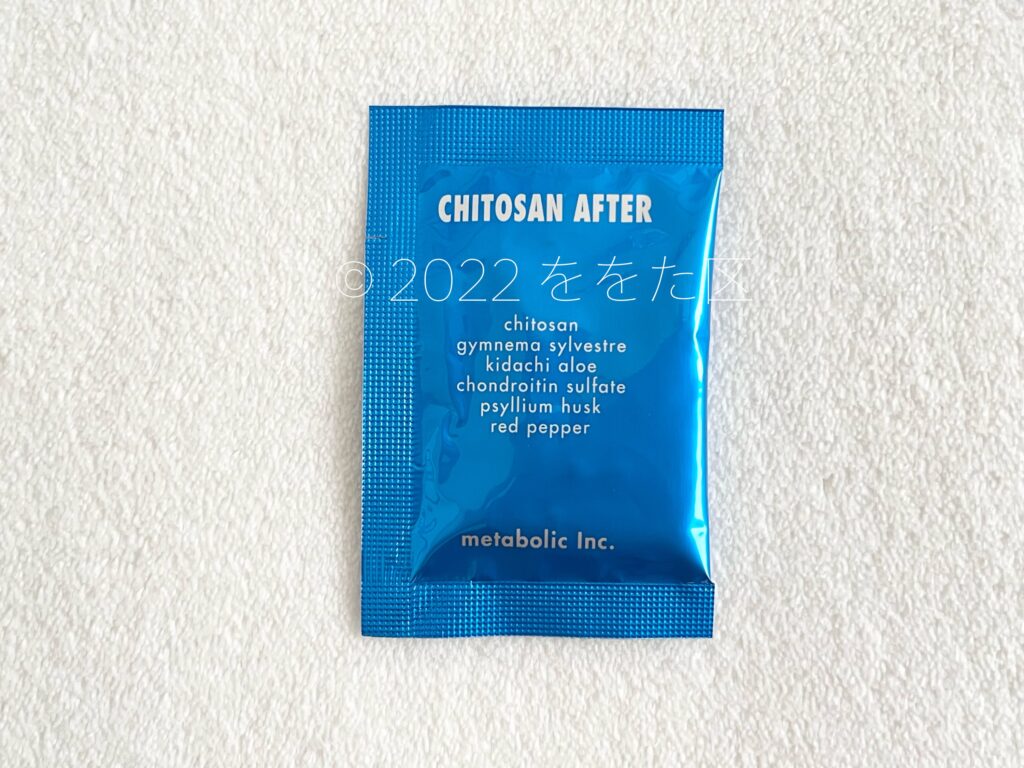 CHITOSAN AFTER
© 2022 ををた区
chitosan
gymnema sylvestre
kidachi aloe
chondroitin sulfate
psyllium husk
red pepper
metabolic Inc.